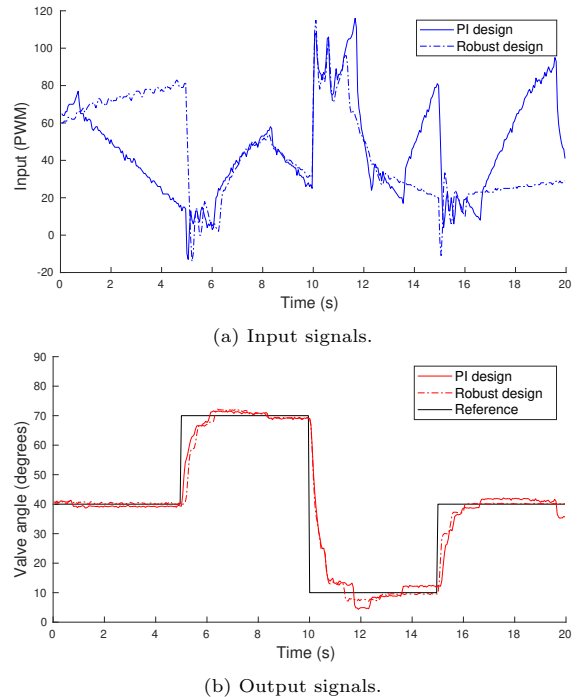 120
100
80
60
40
20
0
-20
Input (PWM)
PI design
Robust design
0 2 4 6 8 10 12 14 16 18 20
Time (s)
(a) Input signals.
90
80
70
60
50
40
30
20
10
0
Valve angle (degrees)
PI design
Robust design
Reference
0 2 4 6 8 10 12 14 16 18 20
Time (s)
(b) Output signals.